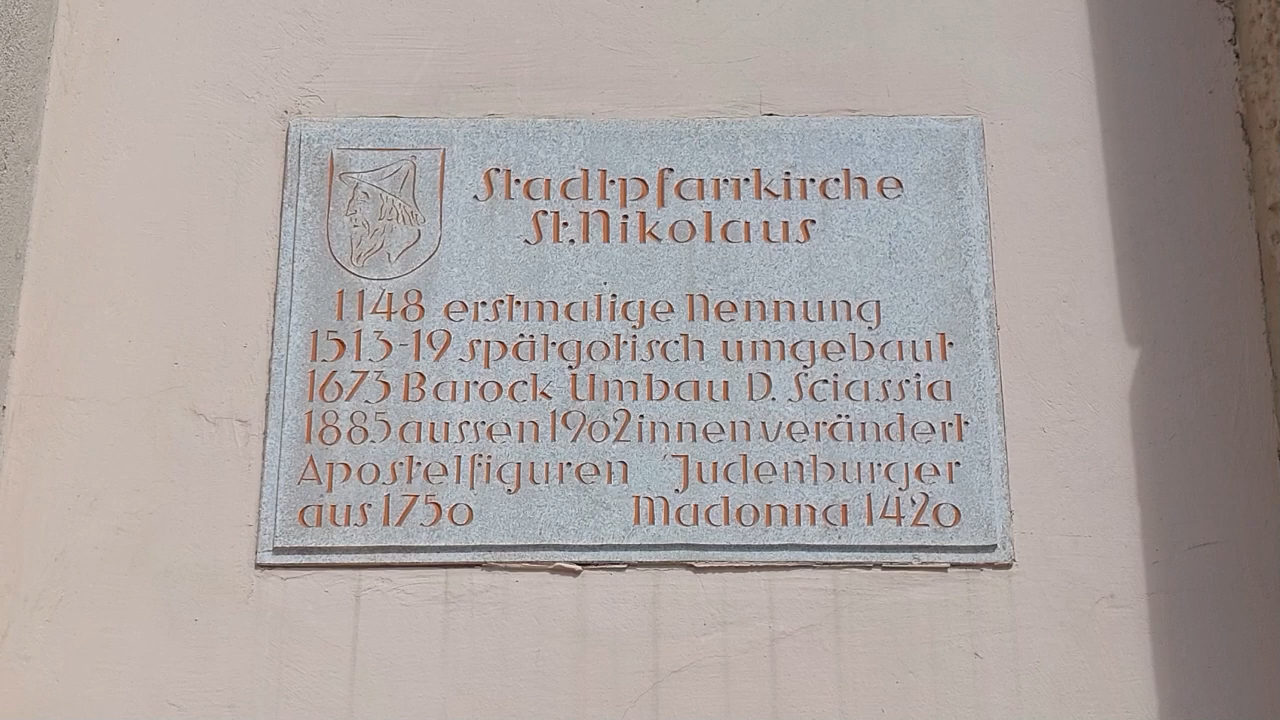 Stadtpfarrkirche
St. Nikolaus
1148 erstmalige Nennung
1513-19 spätgotisch umgebaut
1673 Barock Umbau D. Sciassia
1885 aussen 1902 innen verändert
Apostelfiguren Judenburger
aus 1750 Madonna 1420